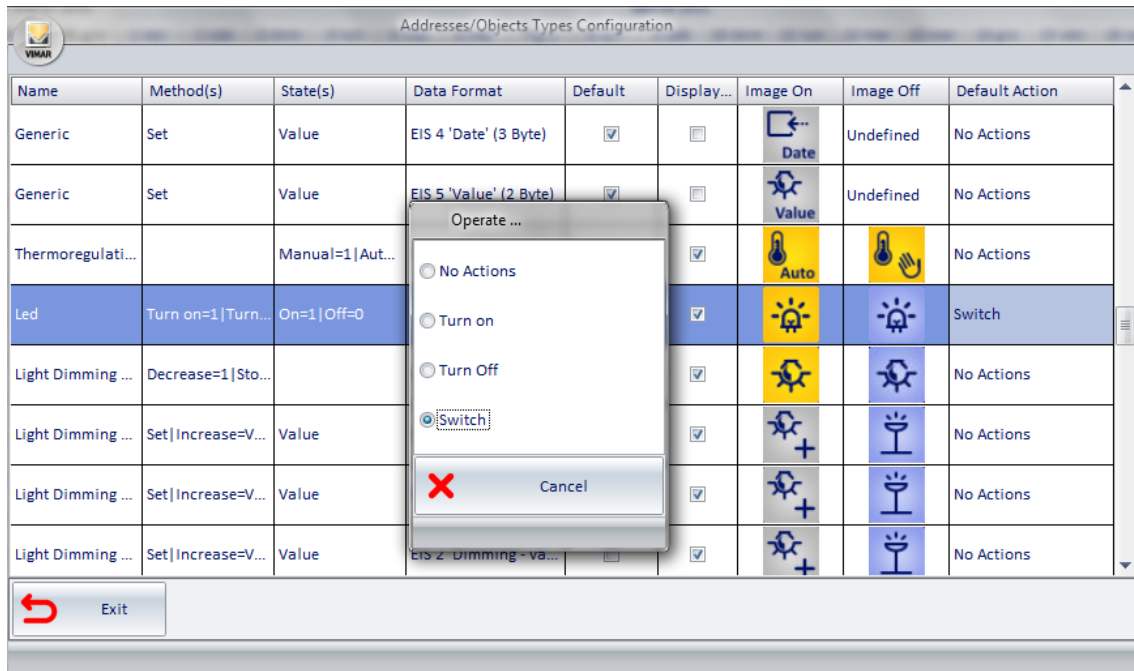 Addresses/Objects Types Configuration
VIMAR
Name Method(s) State(s) Data Format Default Display... Image On Image Off Default Action
Generic Set Value EIS 4 'Date' (3 Byte) Date Undefined No Actions
Generic Set Value EIS 5 'Value' (2 Byte) Value Undefined No Actions
Operate ...
Thermoregulati... Manual=1|Aut... Auto No Actions
No Actions
Led Turn on=1|Turn... On=1|Off=0 Switch
Turn on
Light Dimming ... Decrease=1|Sto... No Actions
Turn Off
Light Dimming ... Set|Increase=V... Value No Actions
Switch
Light Dimming ... Set|Increase=V... Value No Actions
Cancel
Light Dimming ... Set|Increase=V... Value EIS 2 'Dimming - va... No Actions
Exit